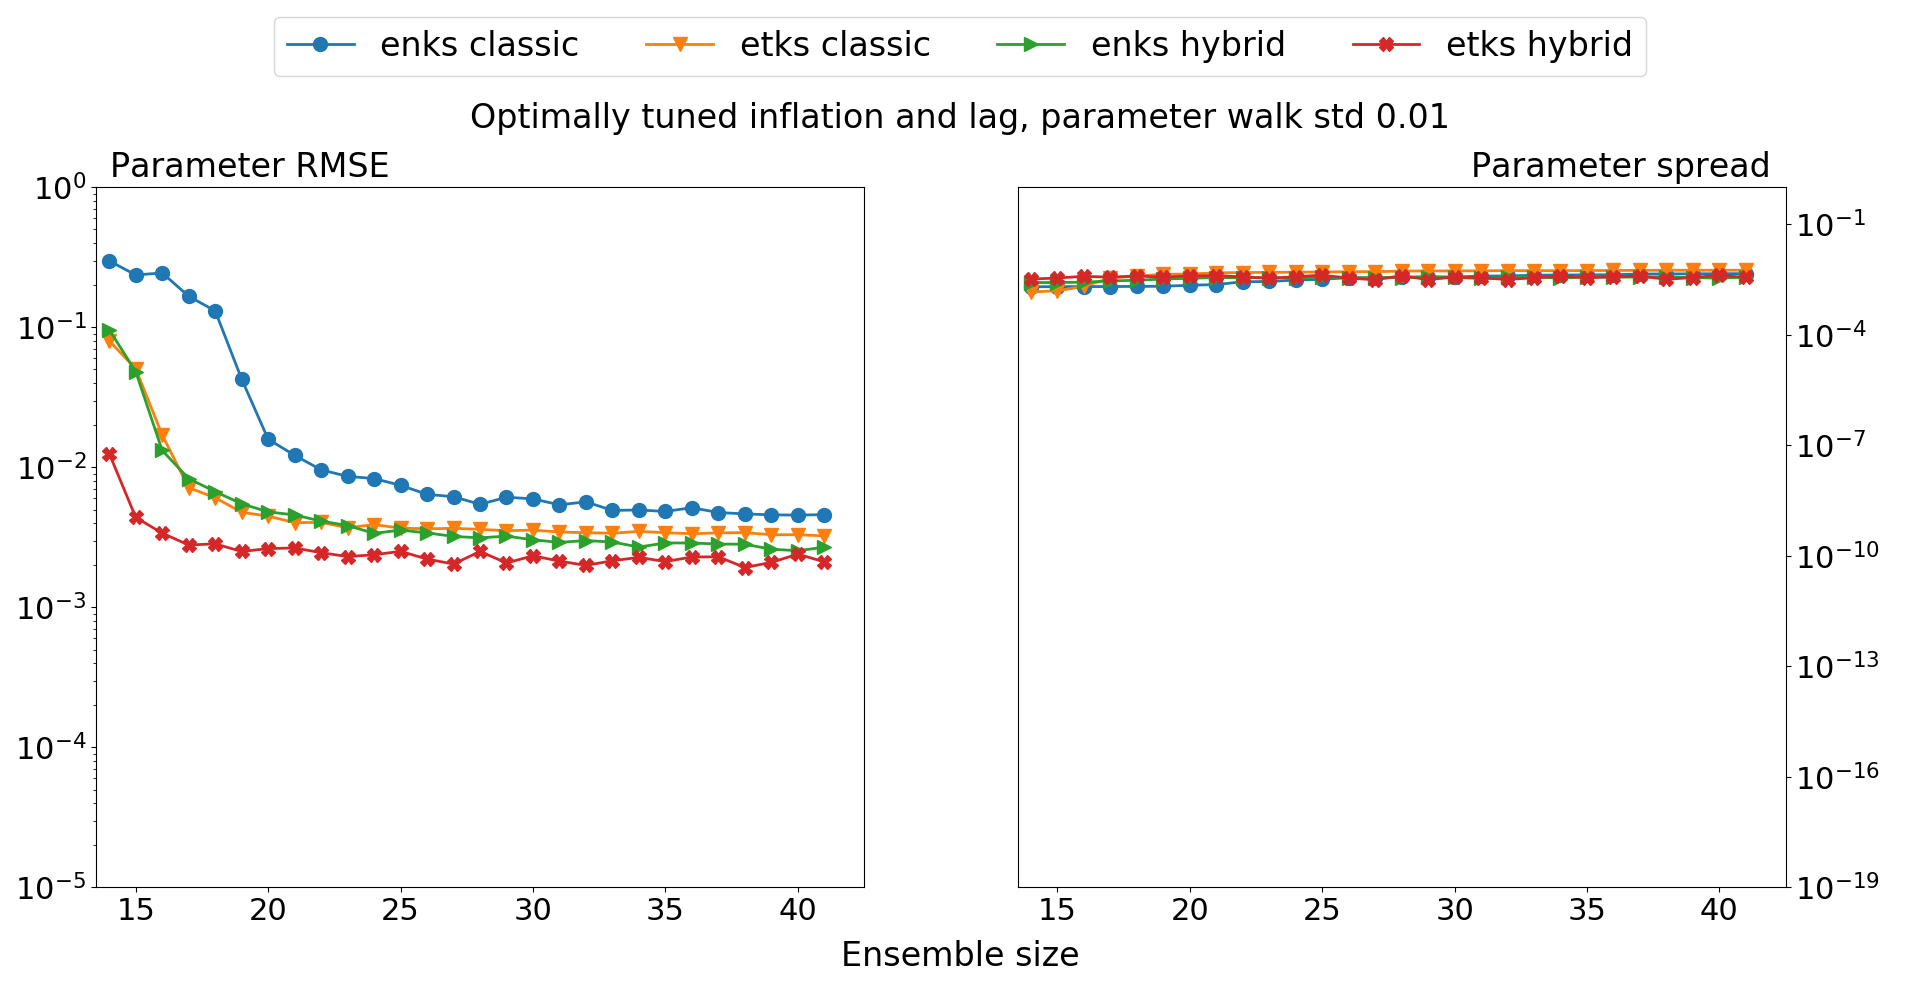 enks classic etks classic enks hybrid etks hybrid
Optimally tuned inflation and lag, parameter walk std 0.01
Parameter RMSE
Parameter spread
10⁰
10⁻¹
10⁻²
10⁻³
10⁻⁴
10⁻⁵
15 20 25 30 35 40
10⁻¹
10⁻⁴
10⁻⁷
10⁻¹⁰
10⁻¹³
10⁻¹⁶
10⁻¹⁹
15 20 25 30 35 40
Ensemble size